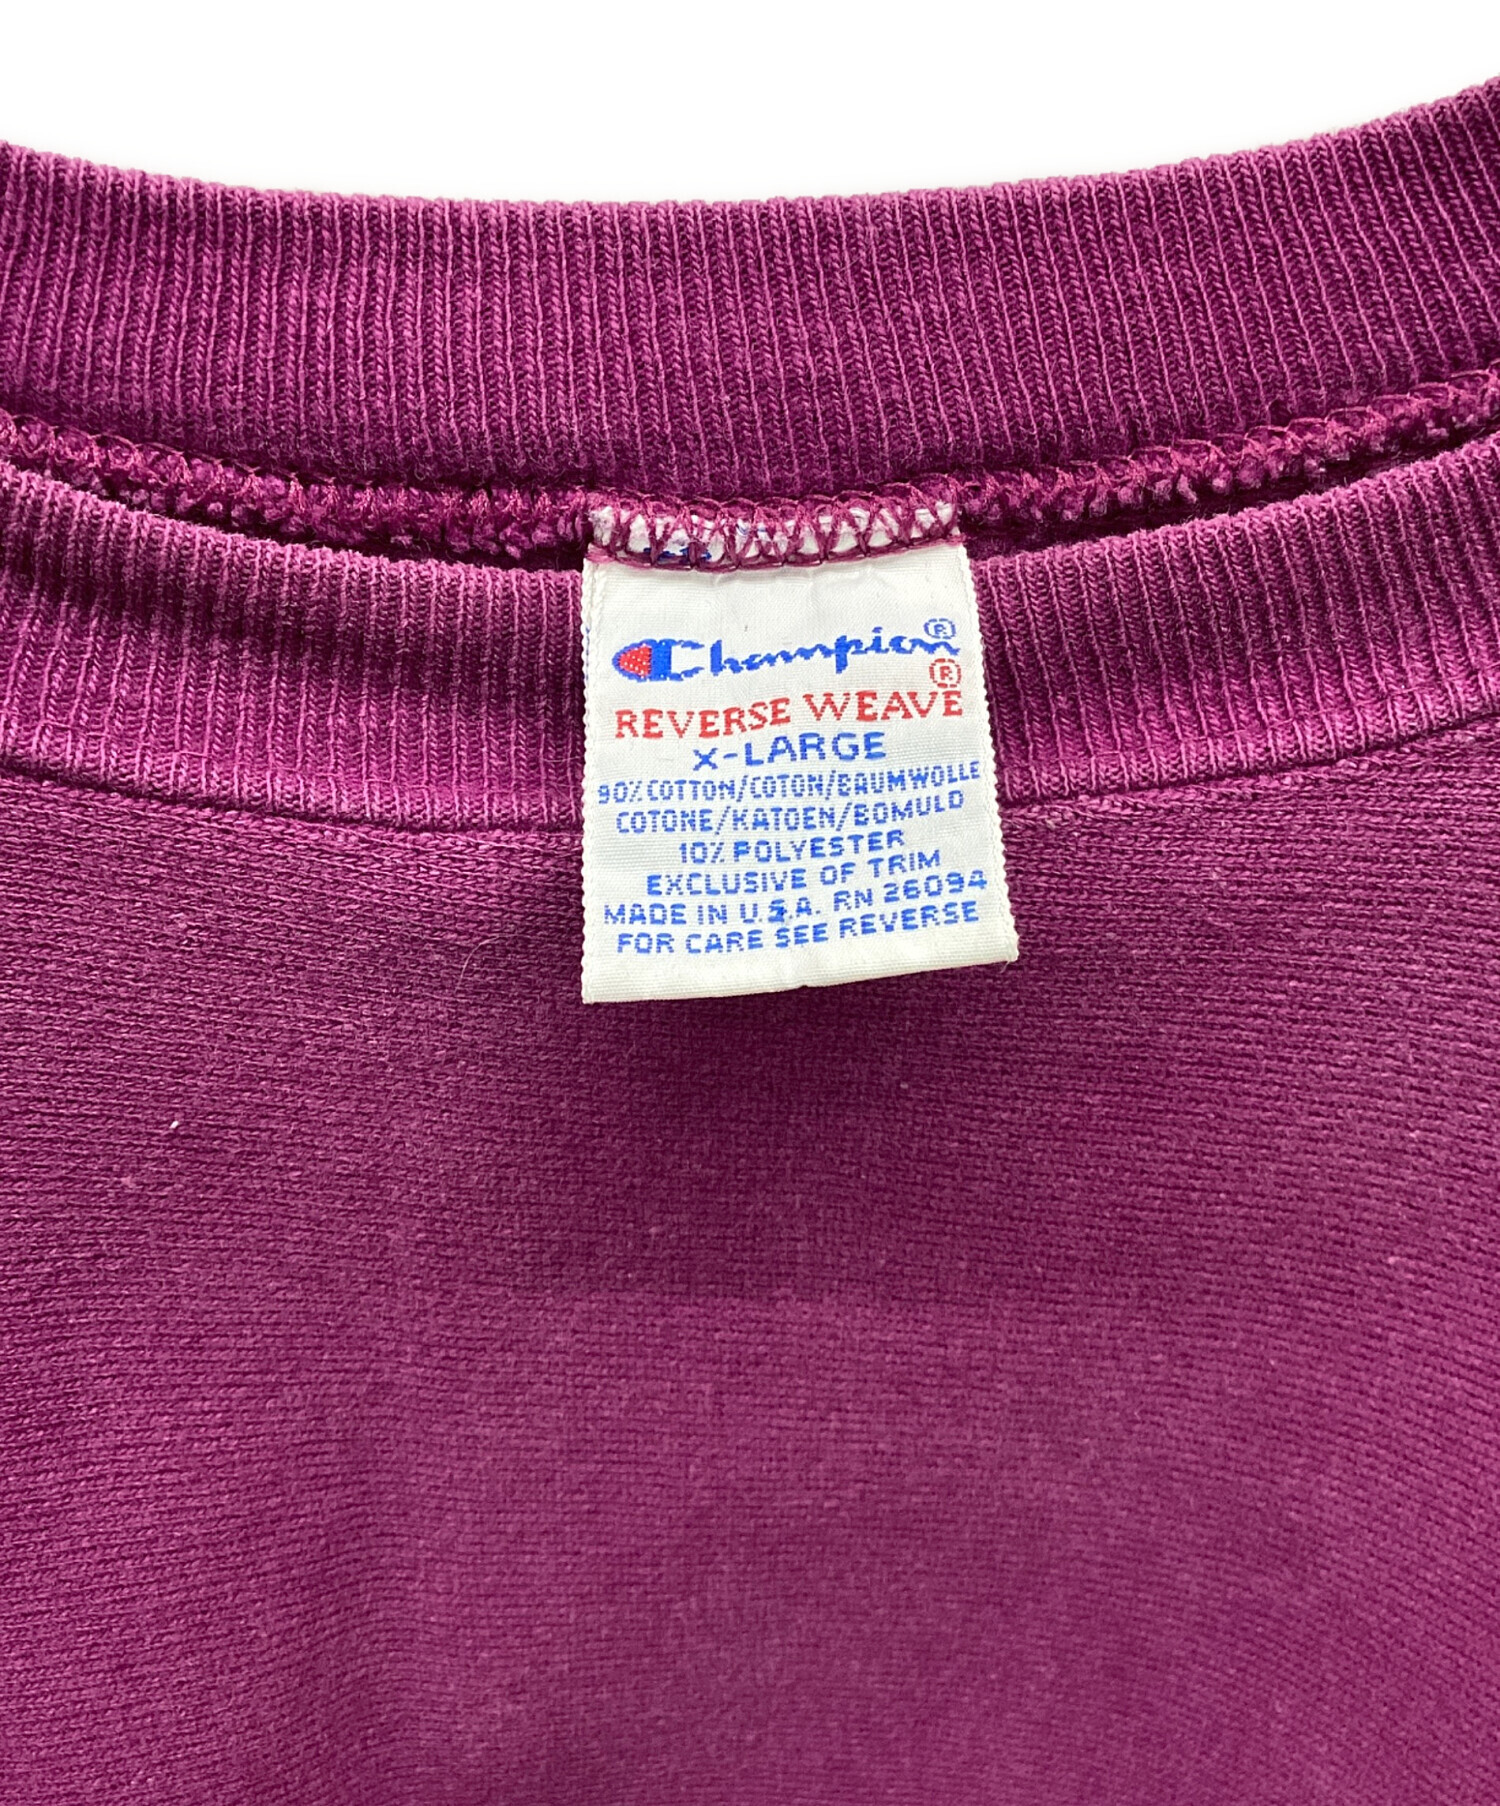 Champion®
REVERSE WEAVE®
X-LARGE
90% COTTON/COTON/BAUMWOLLE
COTONE/KATOEN/BOMULD
10% POLYESTER
EXCLUSIVE OF TRIM
MADE IN U.S.A. RN 26094
FOR CARE SEE REVERSE